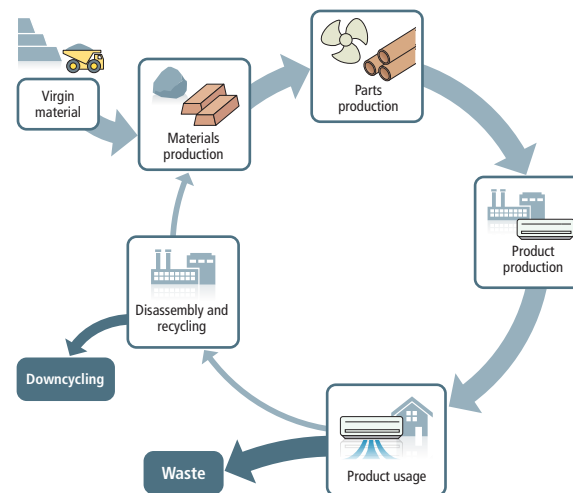 Virgin
material
Materials
production
Parts
production
Product
production
Disassembly and
recycling
Downcycling
Waste
Product usage